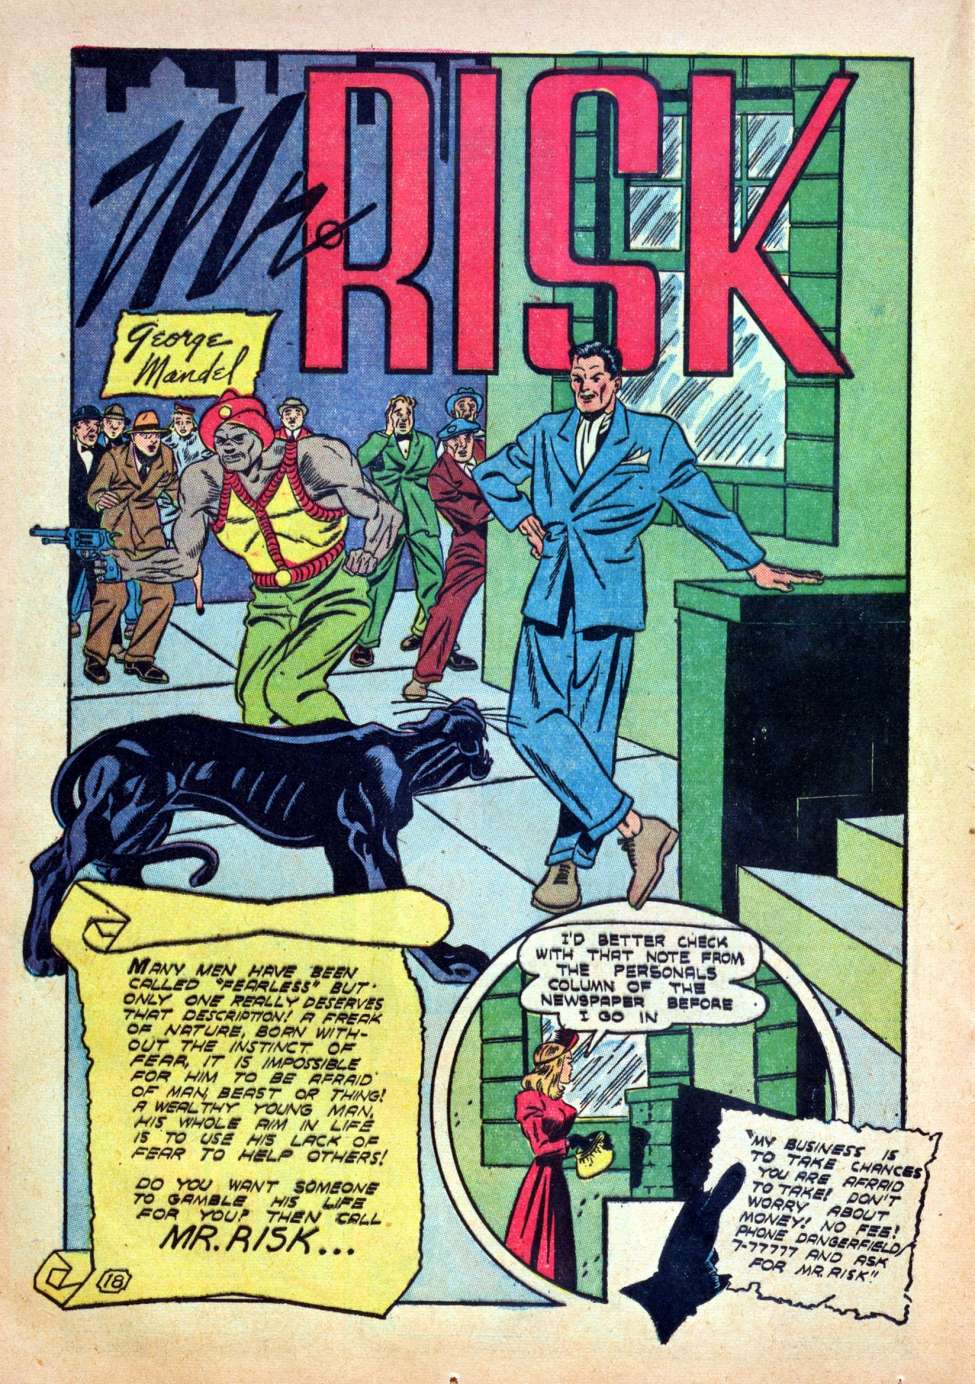 Mr. RISK
George
Mandel
MANY MEN HAVE BEEN
CALLED "FEARLESS" BUT
ONLY ONE REALLY DESERVES
THAT DESCRIPTION! A FREAK
OF NATURE, BORN WITH-
OUT THE INSTINCT OF
FEAR, IT IS IMPOSSIBLE
FOR HIM TO BE AFRAID
OF MAN, BEAST OR THING!
A WEALTHY YOUNG MAN,
HIS WHOLE AIM IN LIFE
IS TO USE HIS LACK OF
FEAR TO HELP OTHERS!
DO YOU WANT SOMEONE
TO GAMBLE HIS LIFE
FOR YOU? THEN CALL
MR. RISK...
18
I'D BETTER CHECK
WITH THAT NOTE FROM
THE PERSONALS
COLUMN OF THE
NEWSPAPER BEFORE
I GO IN
"MY BUSINESS IS
TO TAKE CHANCES
YOU ARE AFRAID
TO TAKE! DON'T
WORRY ABOUT
MONEY! NO FEE!
PHONE DANGERFIELD/
7-77777 AND ASK
FOR MR. RISK!"